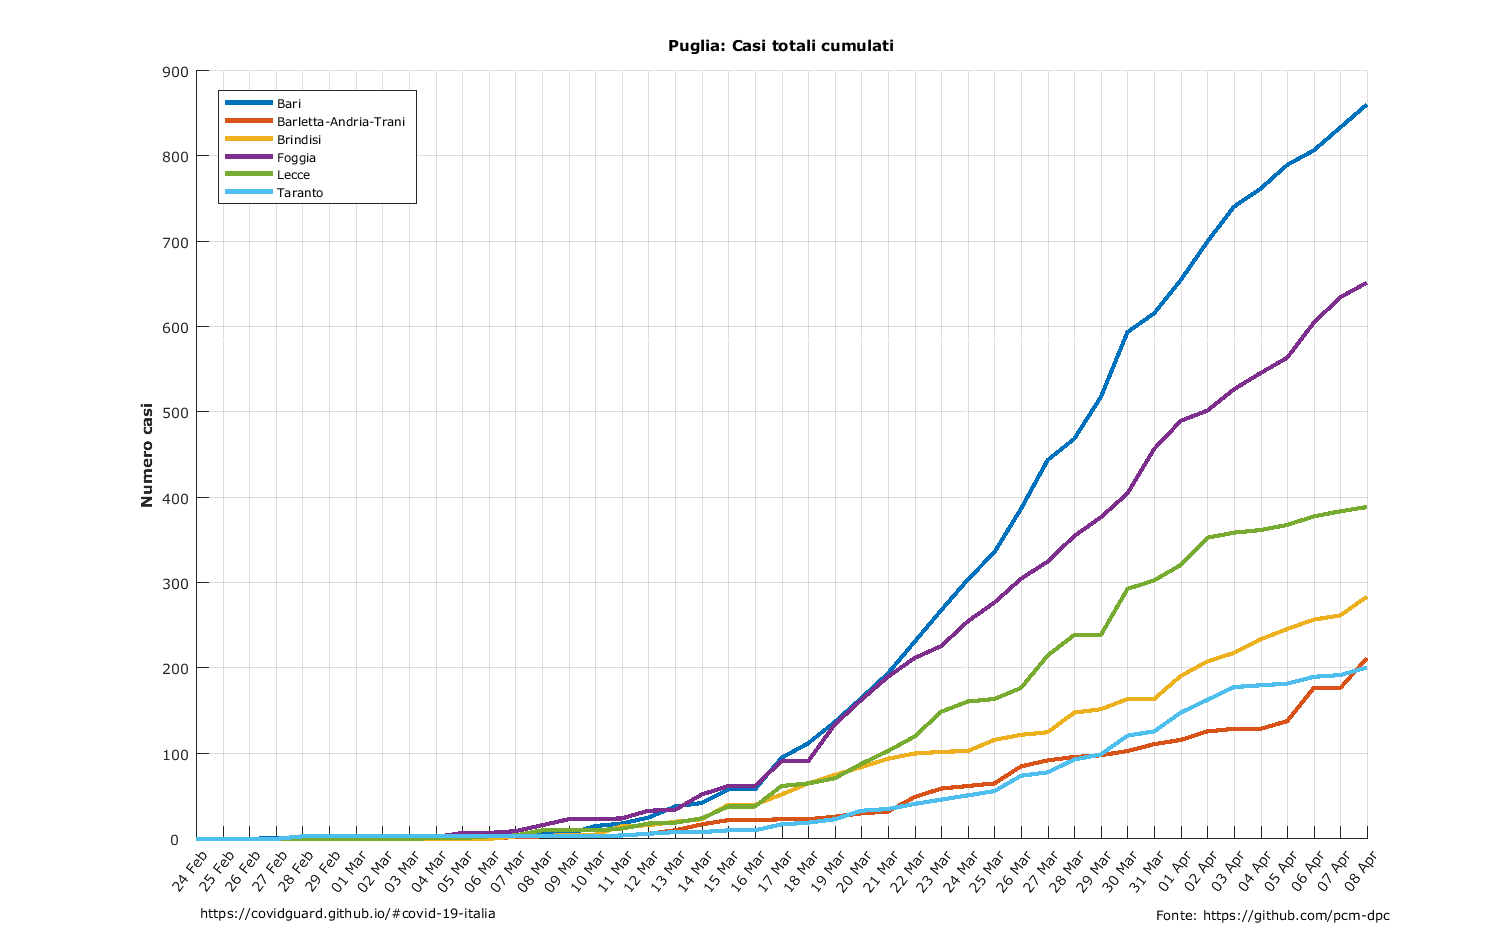 Puglia: Casi totali cumulati
Numero casi
900
800
700
600
500
400
300
200
100
0
Bari
Barletta-Andria-Trani
Brindisi
Foggia
Lecce
Taranto
24 Feb
25 Feb
26 Feb
27 Feb
28 Feb
29 Feb
01 Mar
02 Mar
03 Mar
04 Mar
05 Mar
06 Mar
07 Mar
08 Mar
09 Mar
10 Mar
11 Mar
12 Mar
13 Mar
14 Mar
15 Mar
16 Mar
17 Mar
18 Mar
19 Mar
20 Mar
21 Mar
22 Mar
23 Mar
24 Mar
25 Mar
26 Mar
27 Mar
28 Mar
29 Mar
30 Mar
31 Mar
01 Apr
02 Apr
03 Apr
04 Apr
05 Apr
06 Apr
07 Apr
08 Apr
https://covidguard.github.io/#covid-19-italia
Fonte: https://github.com/pcm-dpc